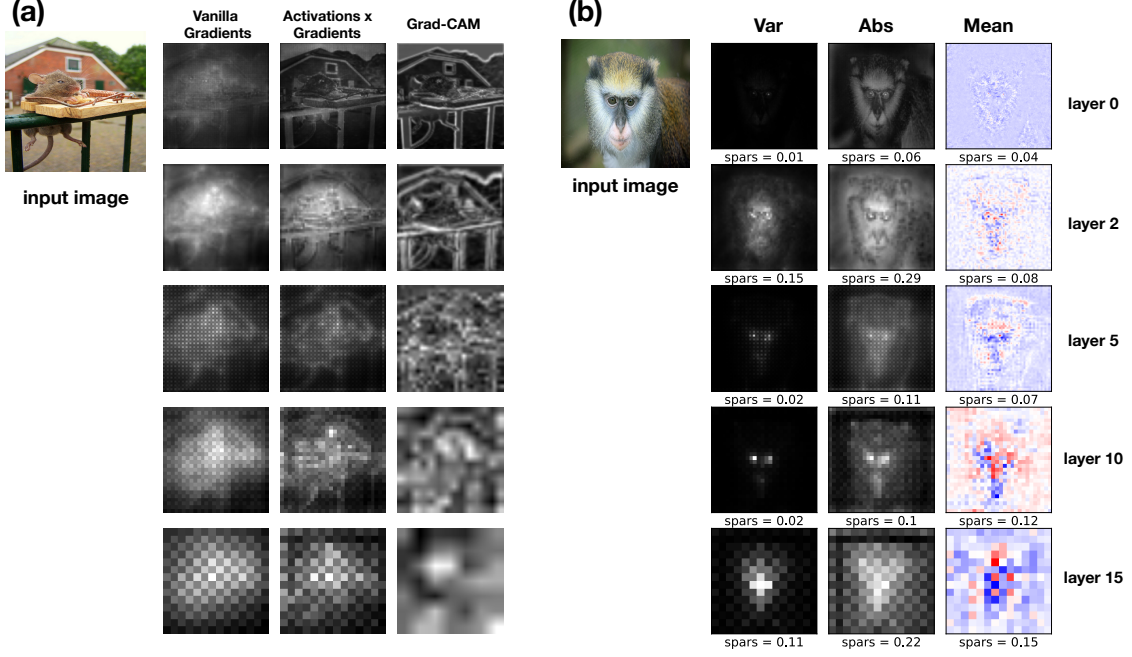 (a)
Vanilla
Gradients
Activations x
Gradients
Grad-CAM
input image
(b)
Var
Abs
Mean
input image
layer 0
spars = 0.01
spars = 0.06
spars = 0.04
layer 2
spars = 0.15
spars = 0.29
spars = 0.08
layer 5
spars = 0.02
spars = 0.11
spars = 0.07
layer 10
spars = 0.02
spars = 0.1
spars = 0.12
layer 15
spars = 0.11
spars = 0.22
spars = 0.15